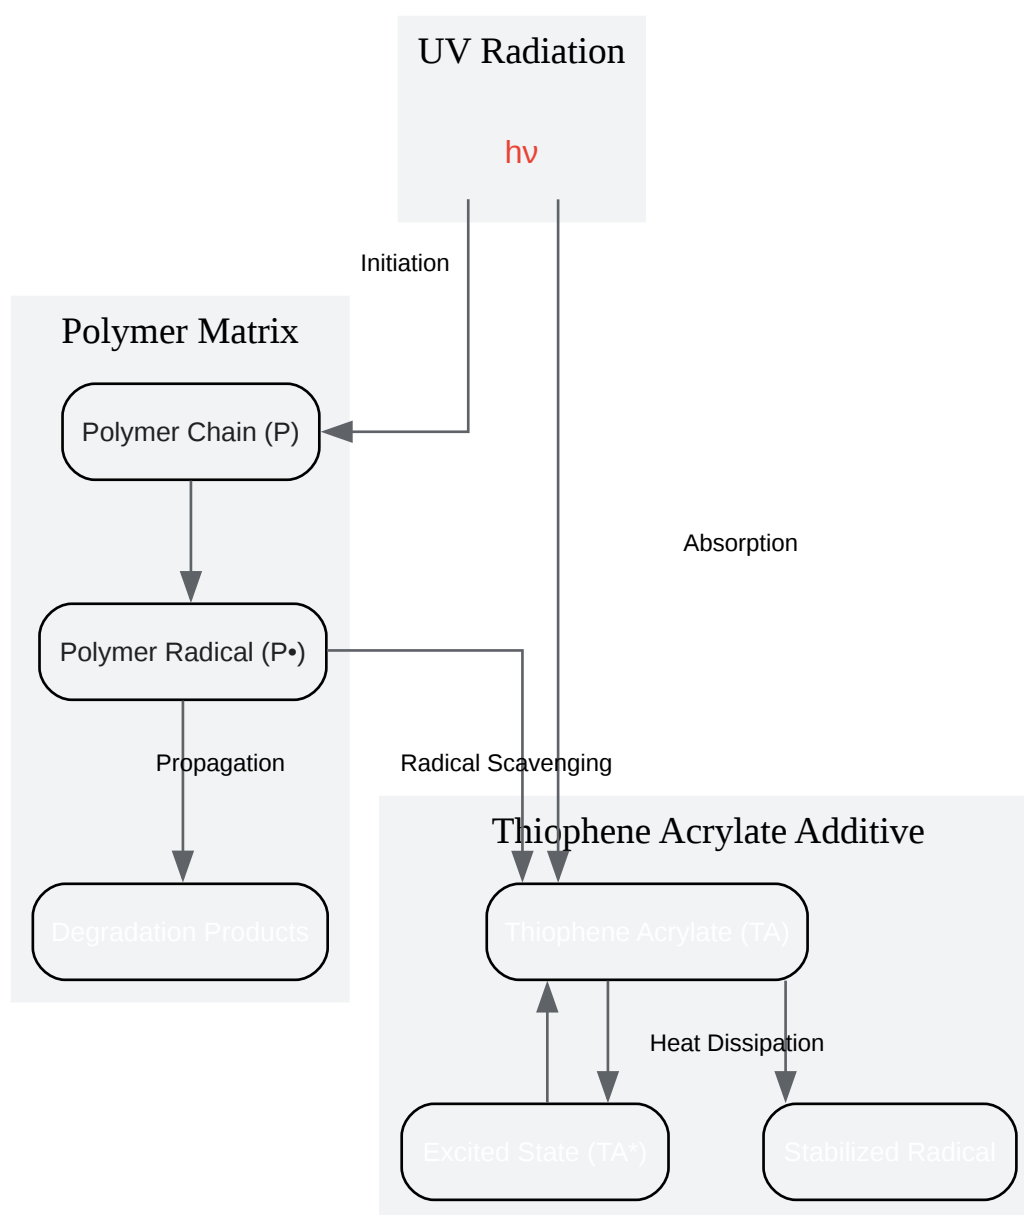 UV Radiation
hν
Initiation
Polymer Matrix
Polymer Chain (P)
Absorption
Polymer Radical (P•)
Propagation
Radical Scavenging
Thiophene Acrylate Additive
Degradation Products
Thiophene Acrylate (TA)
Heat Dissipation
Excited State (TA*)
Stabilized Radical